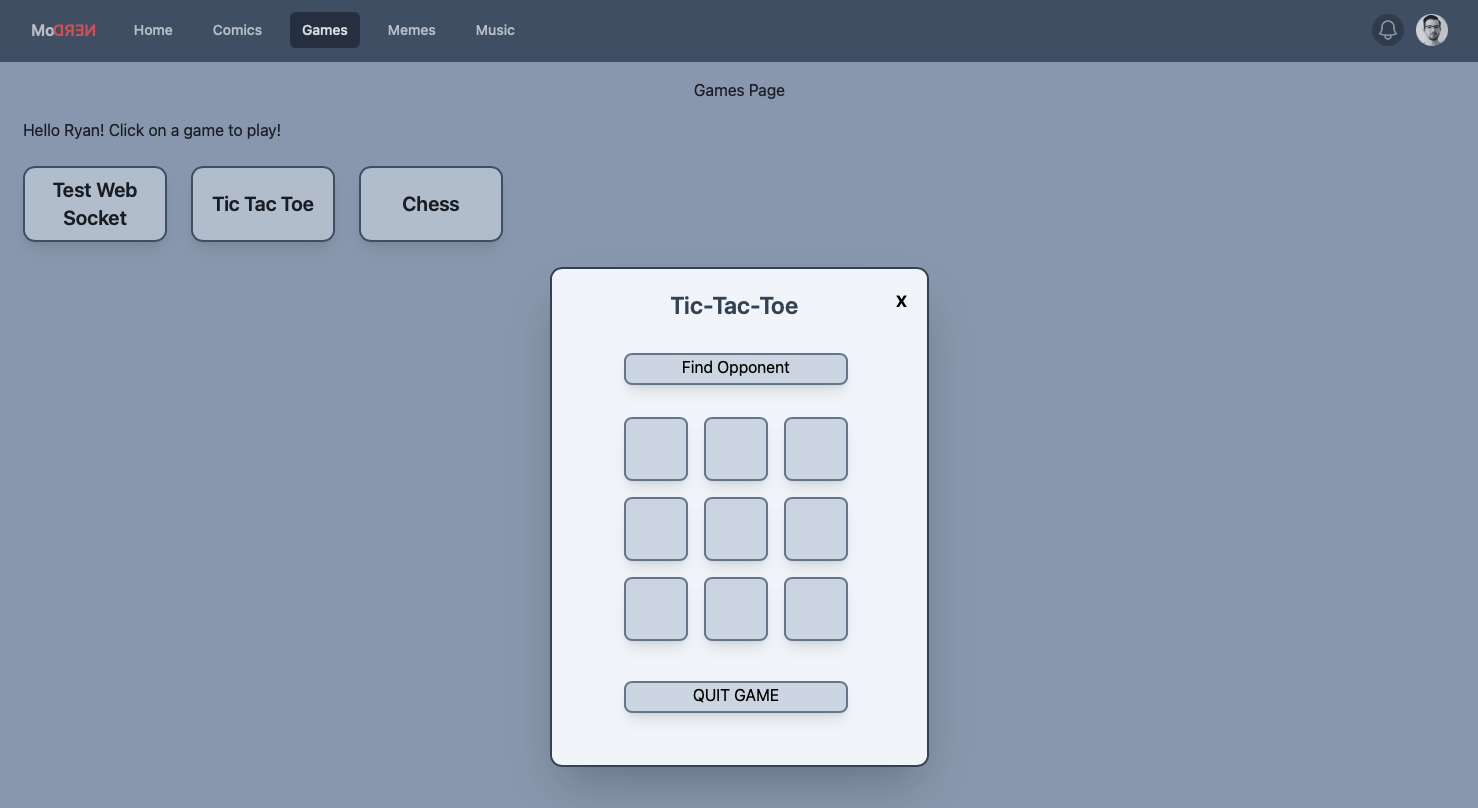 MoNERD
Home
Comics
Games
Memes
Music
Games Page
Hello Ryan! Click on a game to play!
Test Web
Socket
Tic Tac Toe
Chess
Tic-Tac-Toe
X
Find Opponent
QUIT GAME